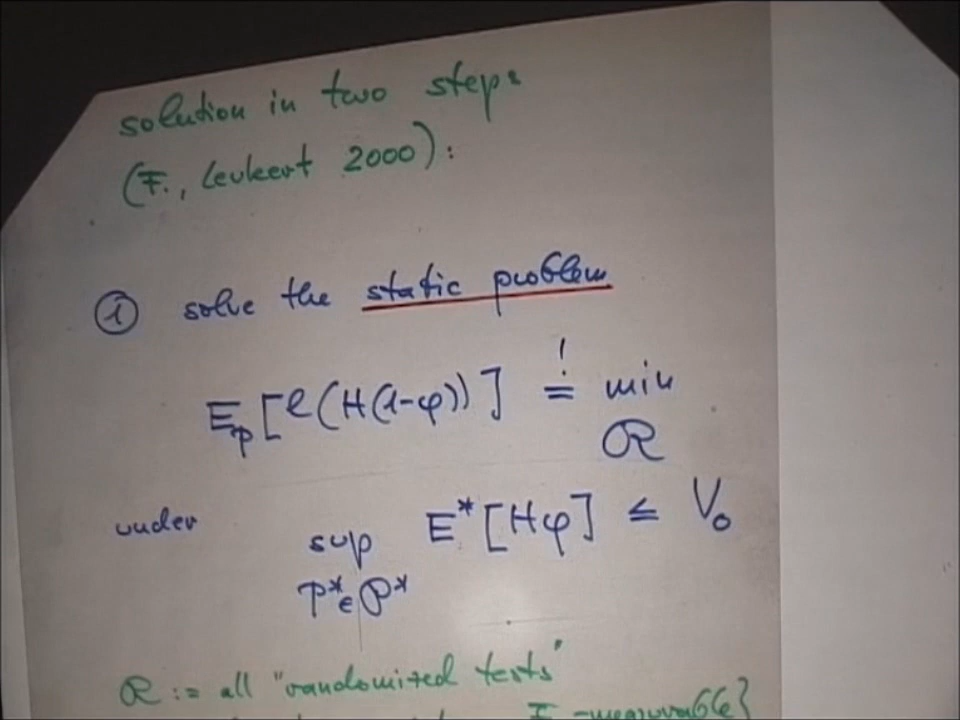 solution in two steps
(F., Leukert 2000):
① solve the static problem
E_P[ℓ(H(1-φ))] =! min
R
under sup E*[Hφ] ≤ V₀
P*∈P*
R := all "randomized tests"
-measurable}